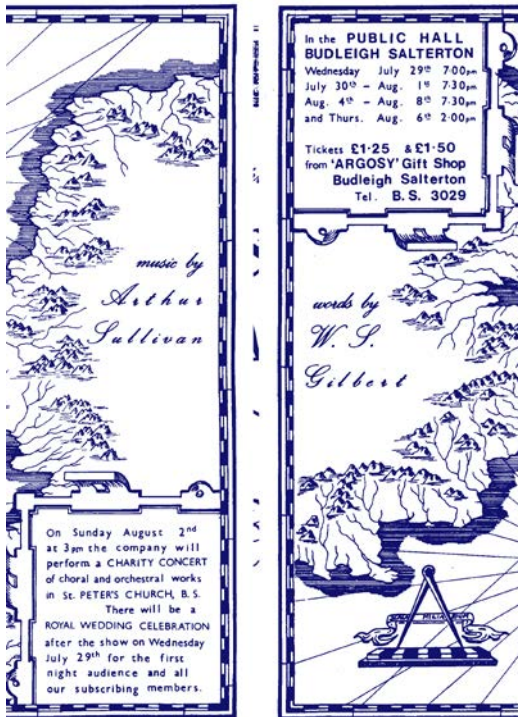 music by
Arthur
Sullivan
On Sunday August 2nd
at 3pm the company will
perform a CHARITY CONCERT
of choral and orchestral works
in St. PETER'S CHURCH, B. S.
There will be a
ROYAL WEDDING CELEBRATION
after the show on Wednesday
July 29th for the first
night audience and all
our subscribing members.
In the PUBLIC HALL
BUDLEIGH SALTERTON
Wednesday July 29th 7·00pm
July 30th – Aug. 1st 7·30pm
Aug. 4th – Aug. 8th 7·30pm
and Thurs. Aug. 6th 2·00pm
Tickets £1·25 & £1·50
from 'ARGOSY' Gift Shop
Budleigh Salterton
Tel. B. S. 3029
words by
W. S.
Gilbert